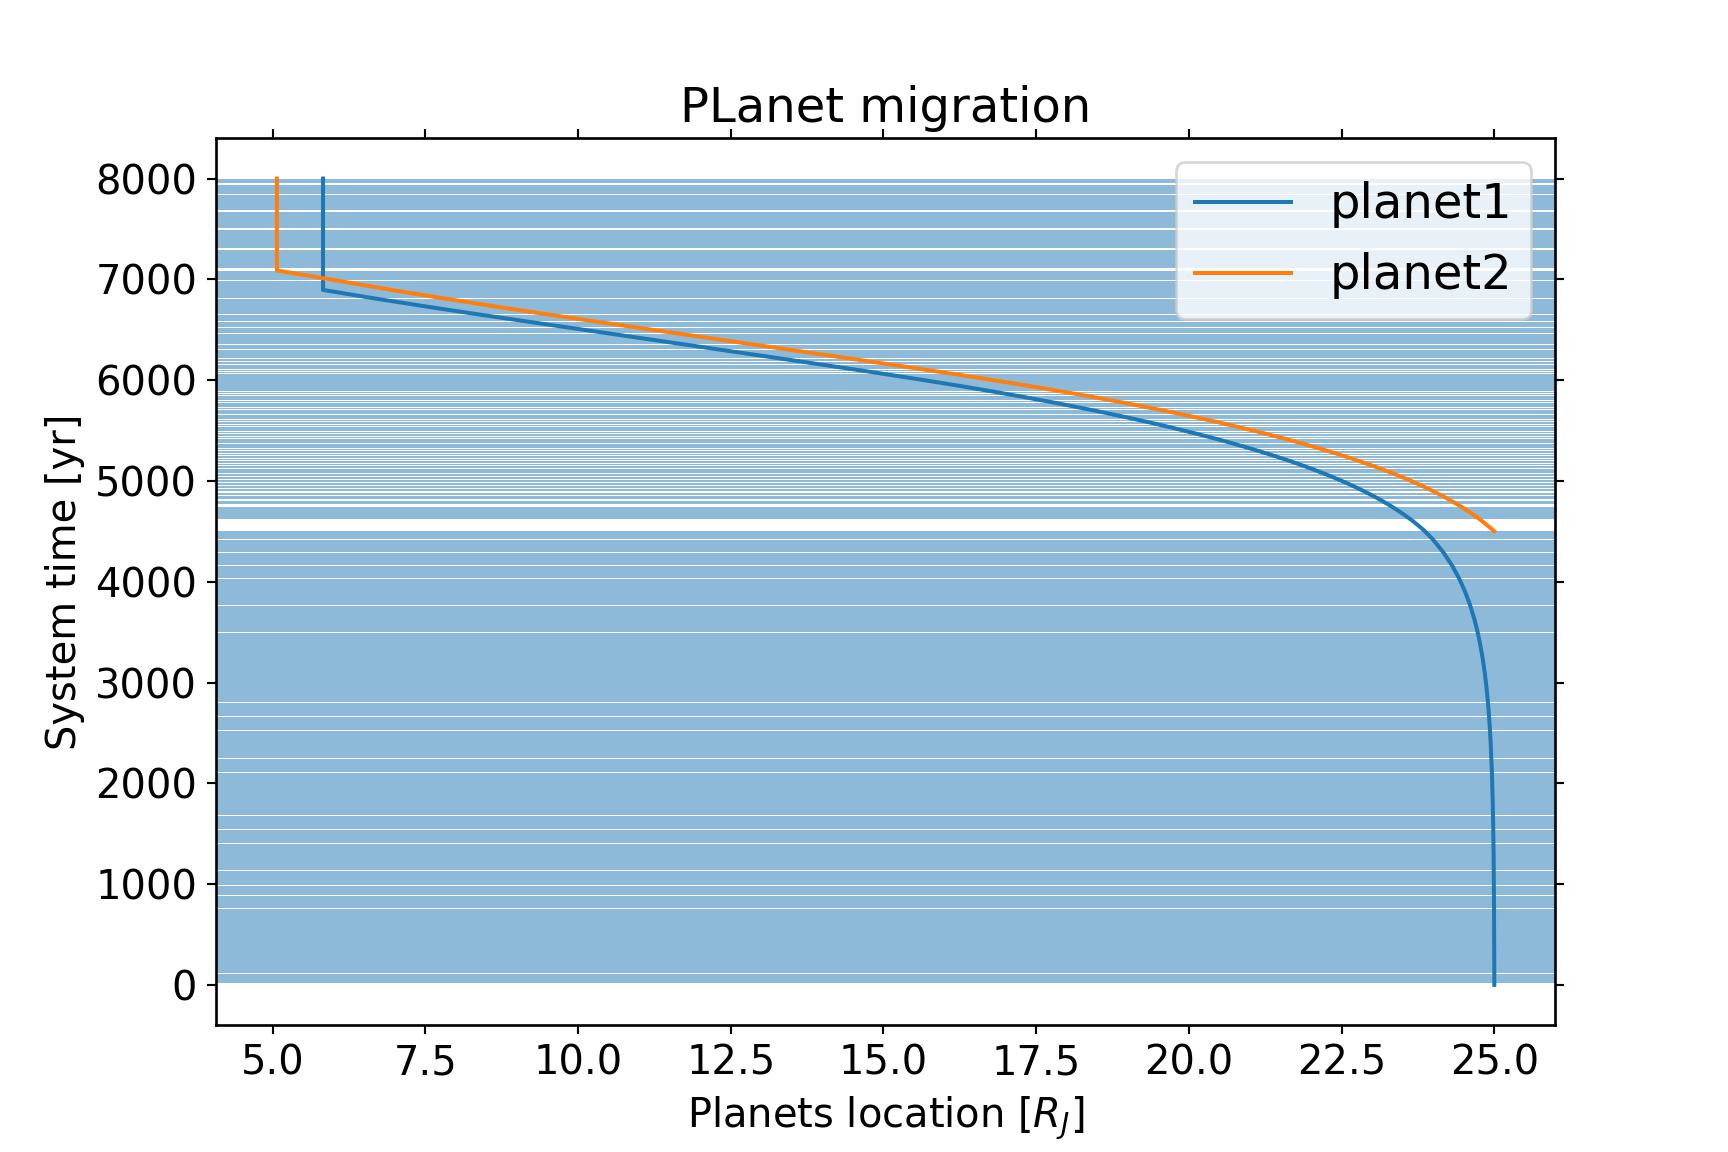 PLanet migration
planet1
planet2
8000
7000
6000
5000
4000
3000
2000
1000
0
System time [yr]
5.0 7.5 10.0 12.5 15.0 17.5 20.0 22.5 25.0
Planets location [R_J]